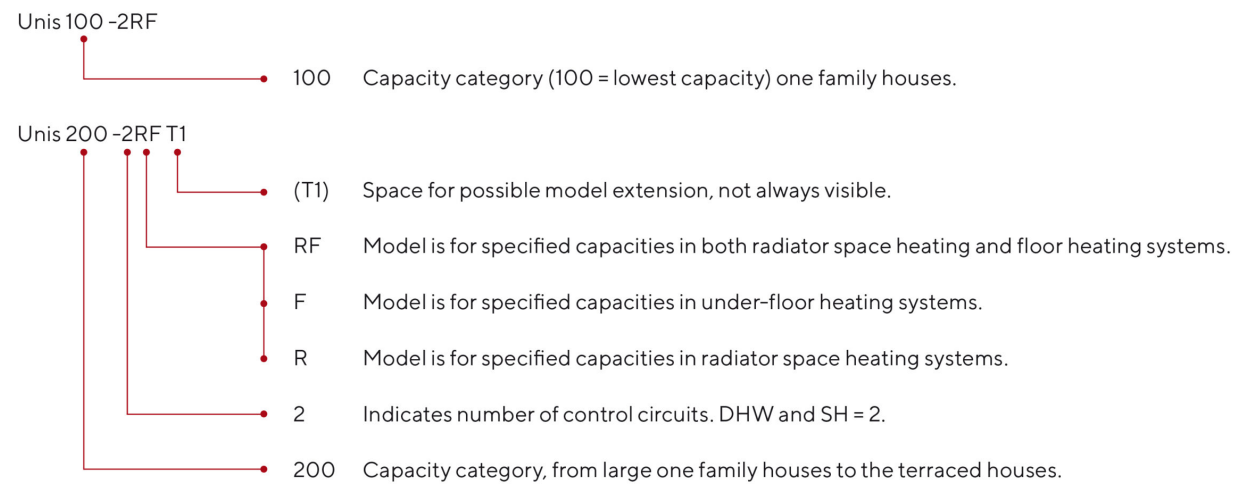 Unis 100 -2RF
100 Capacity category (100 = lowest capacity) one family houses.
Unis 200 -2RF T1
(T1) Space for possible model extension, not always visible.
RF Model is for specified capacities in both radiator space heating and floor heating systems.
F Model is for specified capacities in under-floor heating systems.
R Model is for specified capacities in radiator space heating systems.
2 Indicates number of control circuits. DHW and SH = 2.
200 Capacity category, from large one family houses to the terraced houses.